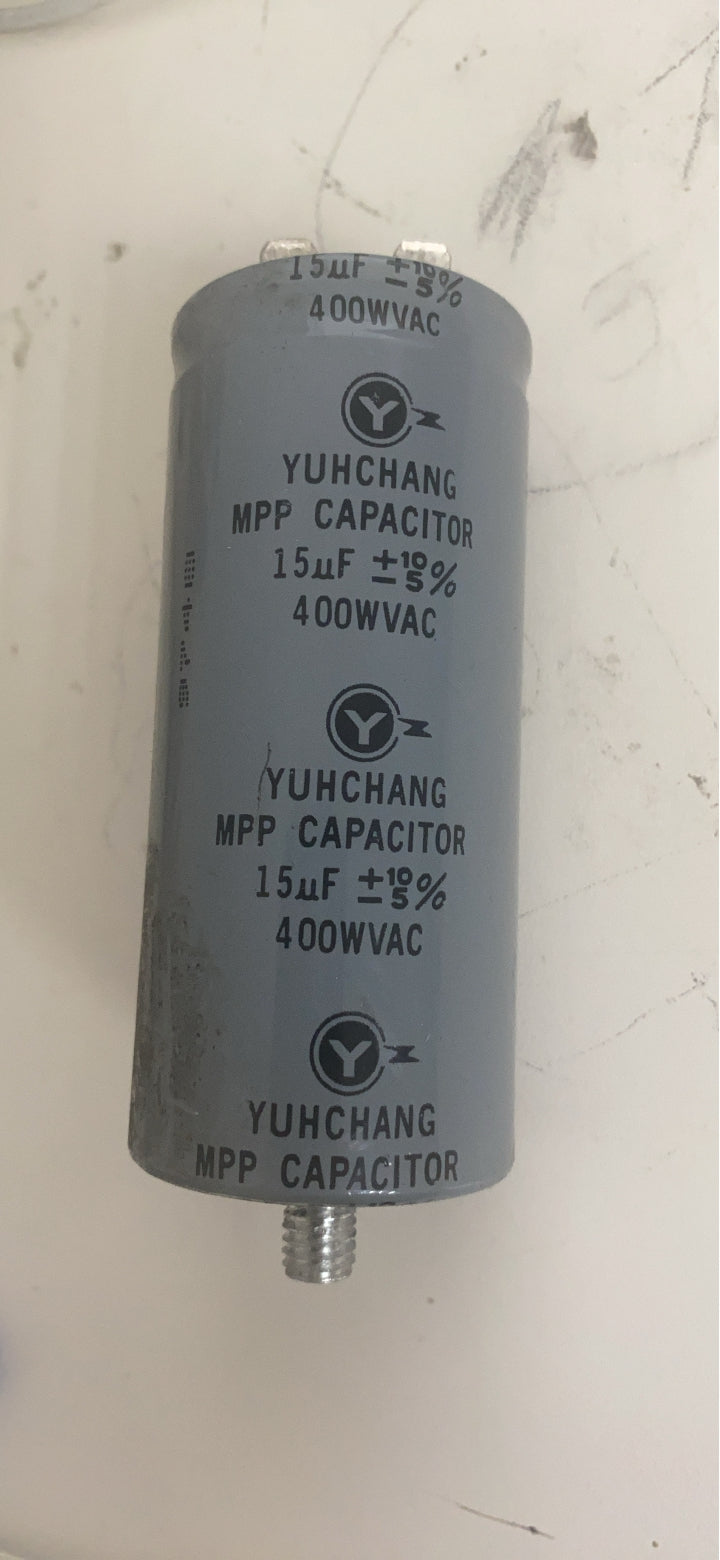 15µF ±10/5%
400WVAC
Y
YUHCHANG
MPP CAPACITOR
15µF +10 -5%
400WVAC
Y
YUHCHANG
MPP CAPACITOR
15µF +10 -5%
400WVAC
Y
YUHCHANG
MPP CAPACITOR